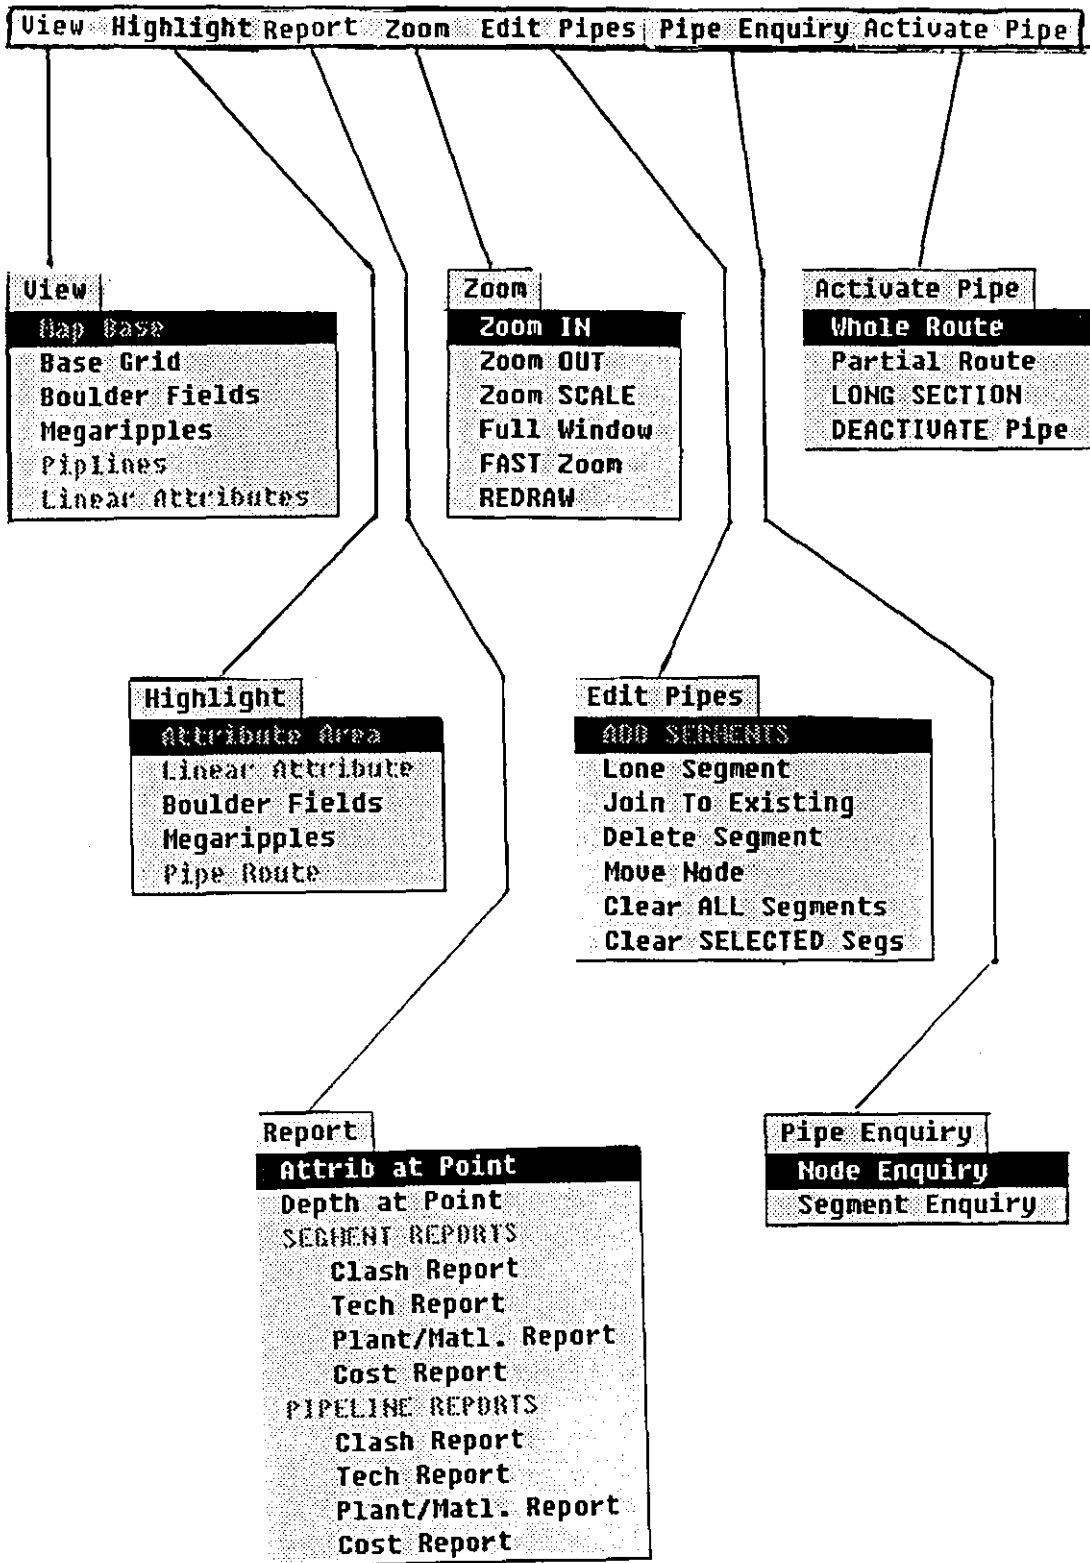 View Highlight Report Zoom Edit Pipes Pipe Enquiry Activate Pipe
View
Map Base
Base Grid
Boulder Fields
Megaripples
Piplines
Linear Attributes
Zoom
Zoom IN
Zoom OUT
Zoom SCALE
Full Window
FAST Zoom
REDRAW
Activate Pipe
Whole Route
Partial Route
LONG SECTION
DEACTIVATE Pipe
Highlight
Attribute Area
Linear Attribute
Boulder Fields
Megaripples
Pipe Route
Edit Pipes
ADD SEGMENTS
Lone Segment
Join To Existing
Delete Segment
Move Node
Clear ALL Segments
Clear SELECTED Segs
Report
Attrib at Point
Depth at Point
SEGMENT REPORTS
Clash Report
Tech Report
Plant/Matl. Report
Cost Report
PIPELINE REPORTS
Clash Report
Tech Report
Plant/Matl. Report
Cost Report
Pipe Enquiry
Node Enquiry
Segment Enquiry